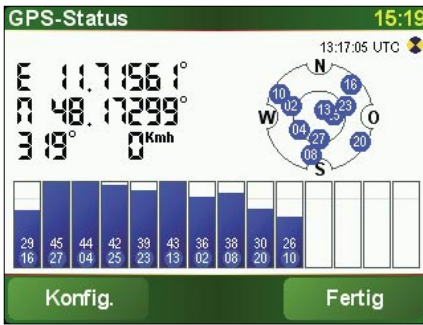 GPS-Status 15:19
13:17:05 UTC
E 11.71561°
N 48.17299°
319° 0 Kmh
N
16
10
02
13 23
W O
04
27
20
08
S
29 45 44 42 39 43 36 38 30 26
16 27 04 25 23 13 02 08 20 10
Konfig. Fertig